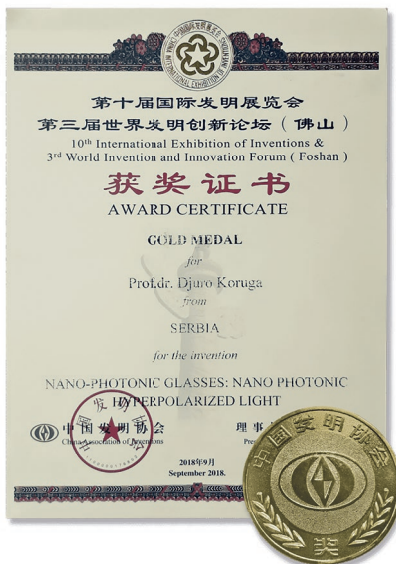 第十届国际发明展览会
第三届世界发明创新论坛（佛山）
10th International Exhibition of Inventions &
3rd World Invention and Innovation Forum ( Foshan )
获奖证书
AWARD CERTIFICATE
GOLD MEDAL
for
Prof.dr. Djuro Koruga
from
SERBIA
for the invention
NANO-PHOTONIC GLASSES: NANO PHOTONIC
HYPERPOLARIZED LIGHT
中国发明协会 理事
China Association of Inventions Pres
2018年9月
September 2018.
中国发明协会
奖